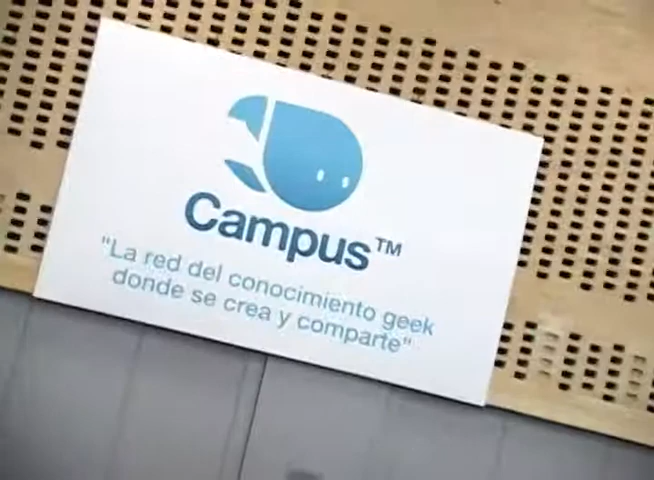 Campus™
"La red del conocimiento geek
donde se crea y comparte"